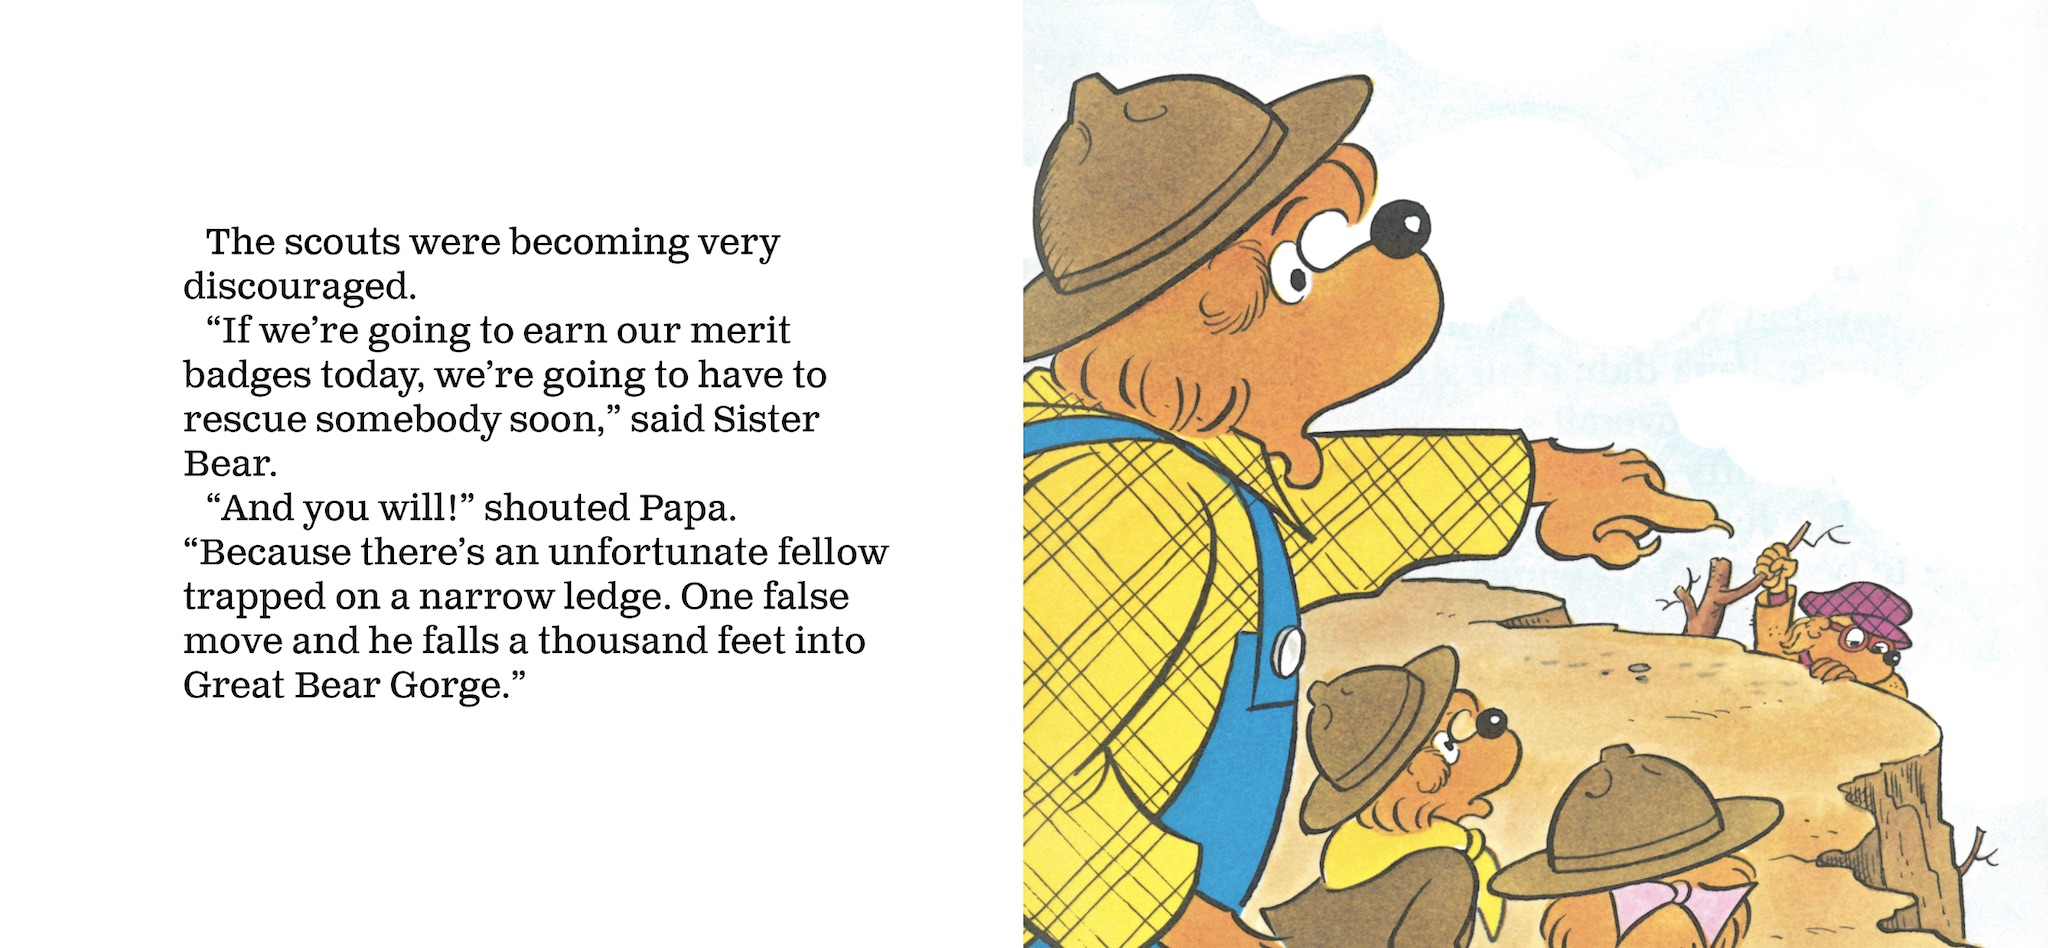 The scouts were becoming very
discouraged.
“If we’re going to earn our merit
badges today, we’re going to have to
rescue somebody soon,” said Sister
Bear.
“And you will!” shouted Papa.
“Because there’s an unfortunate fellow
trapped on a narrow ledge. One false
move and he falls a thousand feet into
Great Bear Gorge.”